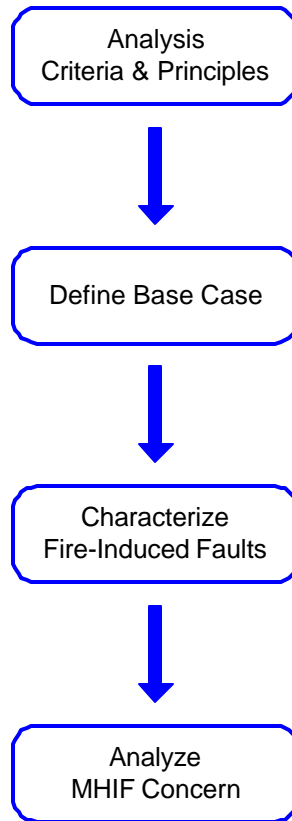 Analysis
Criteria & Principles
Define Base Case
Characterize
Fire-Induced Faults
Analyze
MHIF Concern